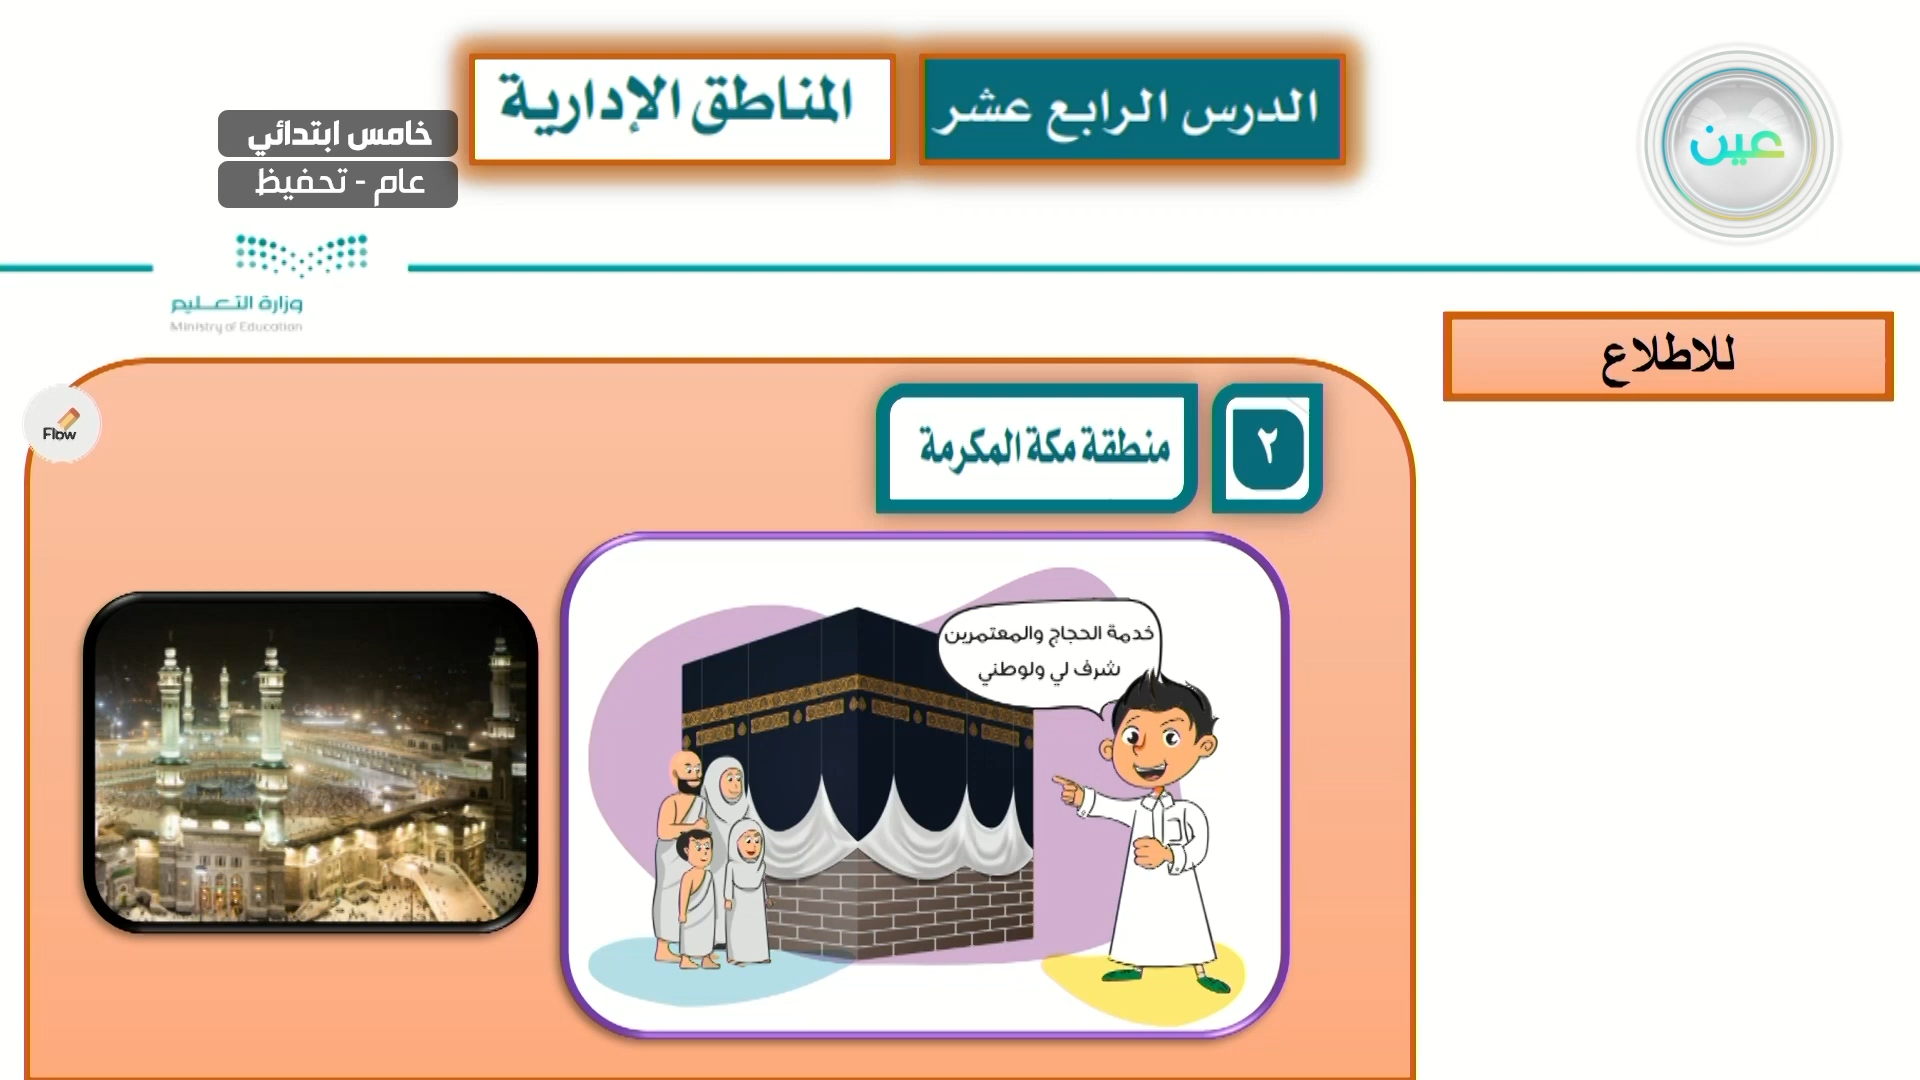 الدرس الرابع عشر
المناطق الإدارية
خامس ابتدائي
عام - تحفيظ
عين
وزارة التعليم
Ministry of Education
للاطلاع
Flow
٢
منطقة مكة المكرمة
خدمة الحجاج والمعتمرين
شرف لي ولوطني